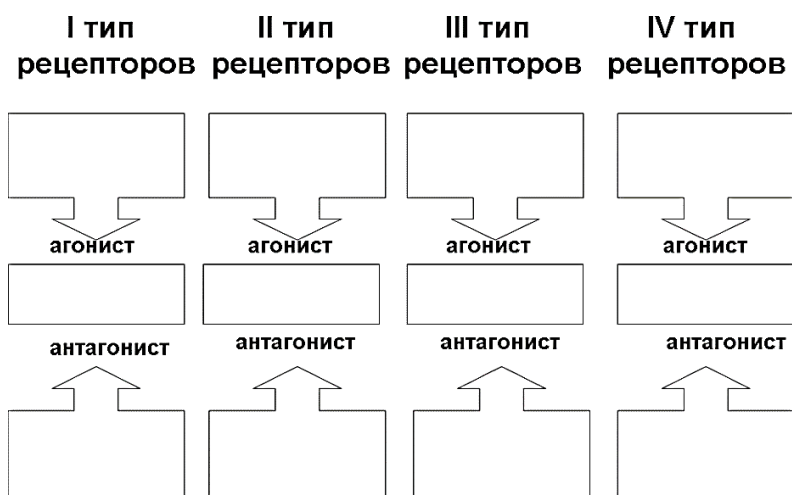 I тип рецепторов
II тип рецепторов
III тип рецепторов
IV тип рецепторов
агонист агонист агонист агонист
антагонист антагонист антагонист антагонист